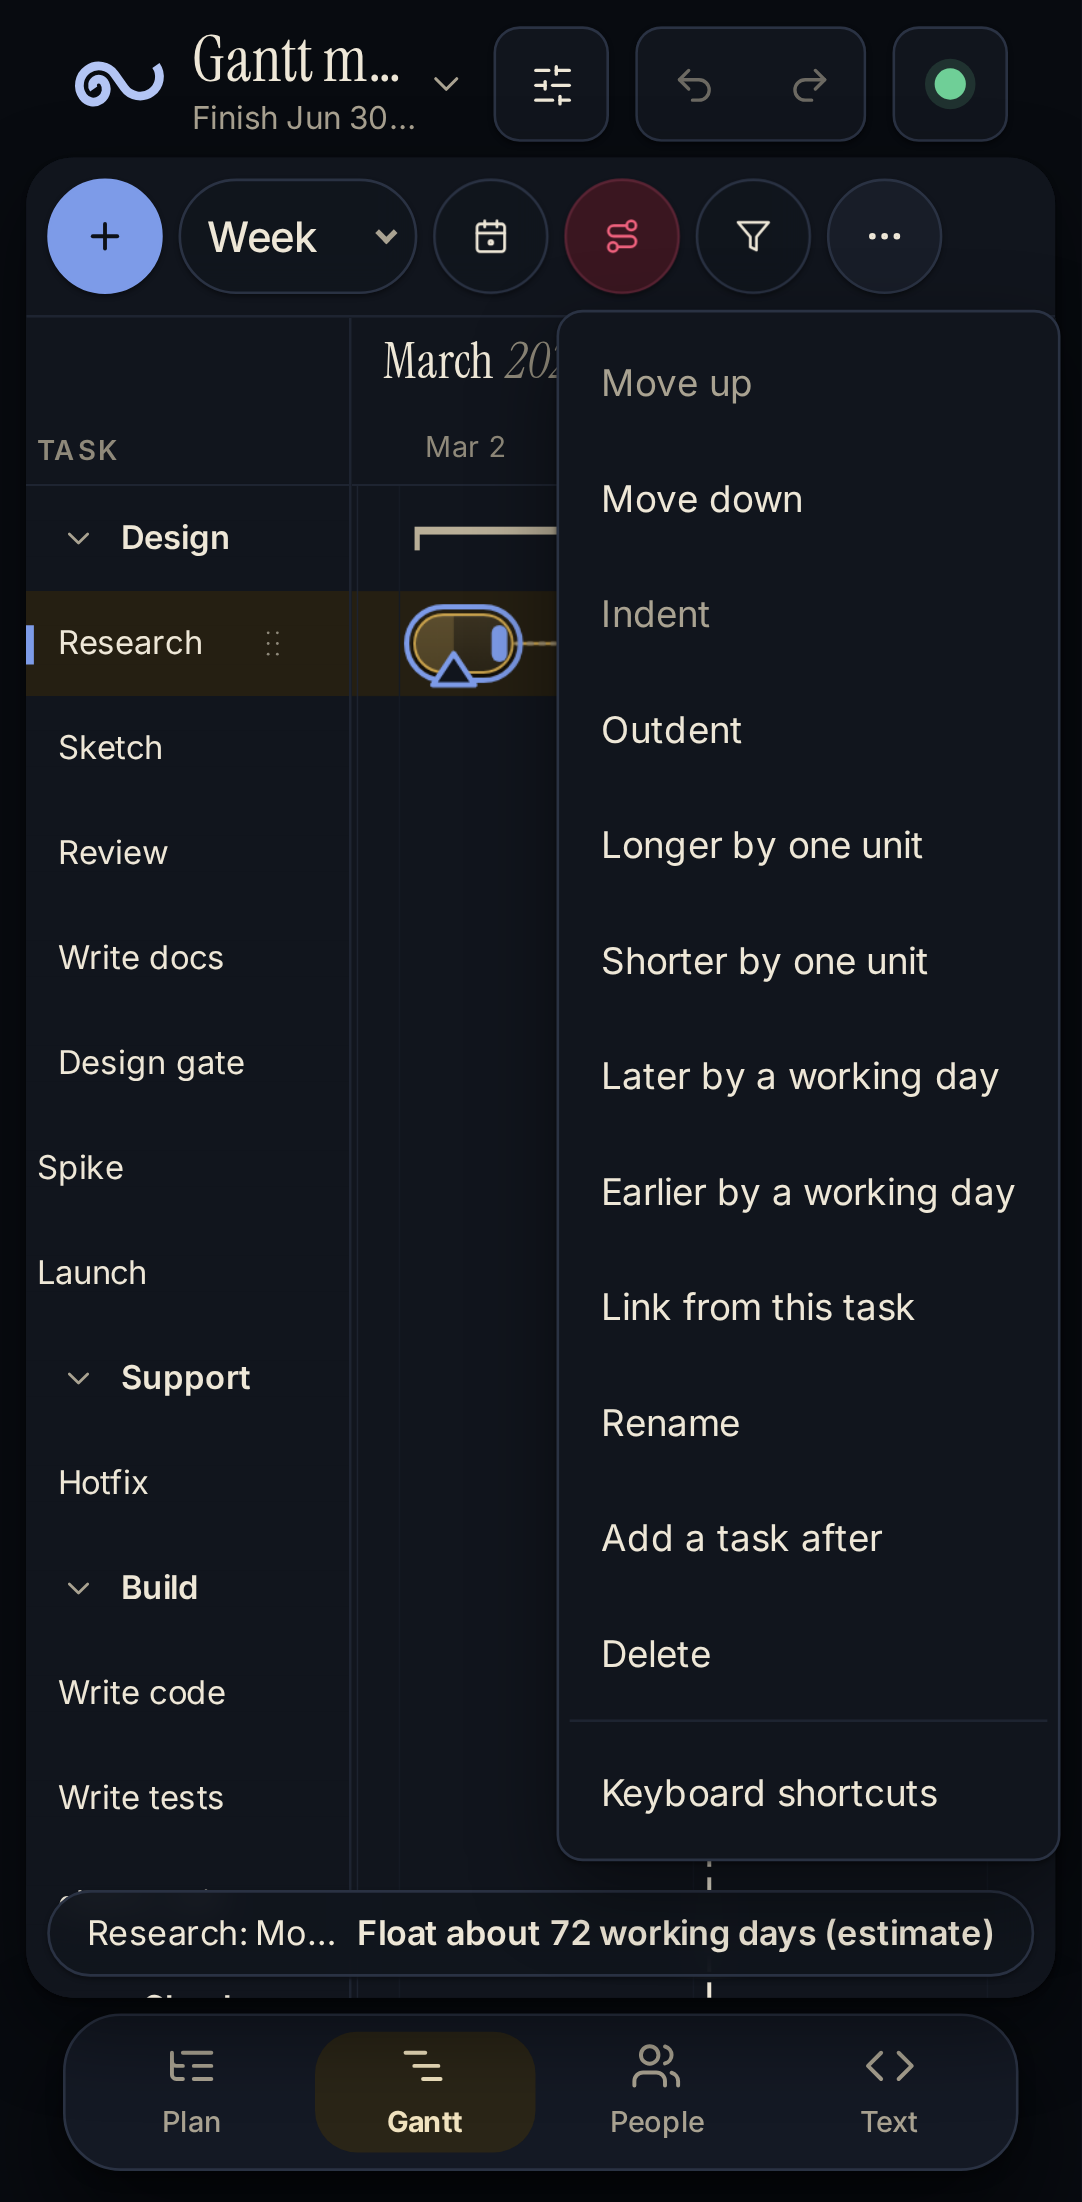 Gantt m...
Finish Jun 30...
Week
March 202
TASK
Mar 2
Design
Research
Sketch
Review
Write docs
Design gate
Spike
Launch
Support
Hotfix
Build
Write code
Write tests
Move up
Move down
Indent
Outdent
Longer by one unit
Shorter by one unit
Later by a working day
Earlier by a working day
Link from this task
Rename
Add a task after
Delete
Keyboard shortcuts
Research: Mo... Float about 72 working days (estimate)
Plan
Gantt
People
Text